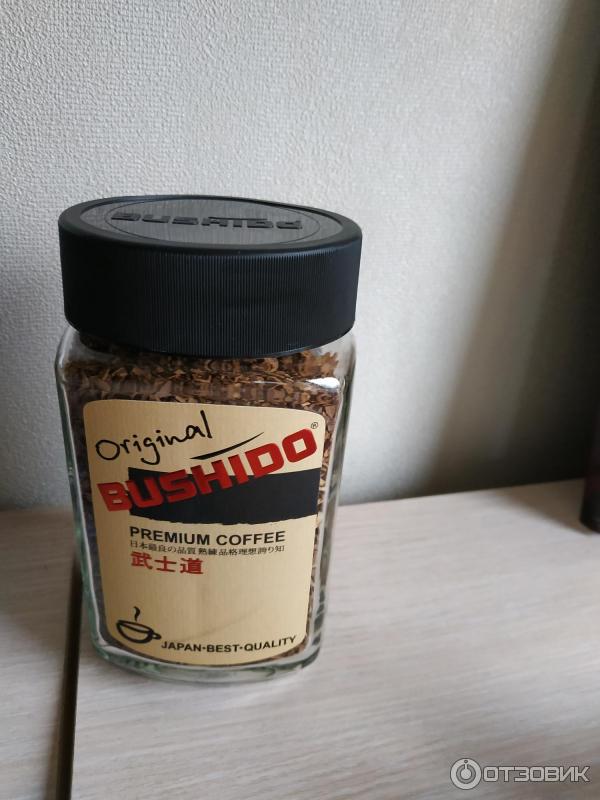 BUSHIDO
Original
BUSHIDO®
PREMIUM COFFEE
日本最良の品質 熟練品格理想誇り知
武士道
JAPAN·BEST·QUALITY
ОТЗОВИК